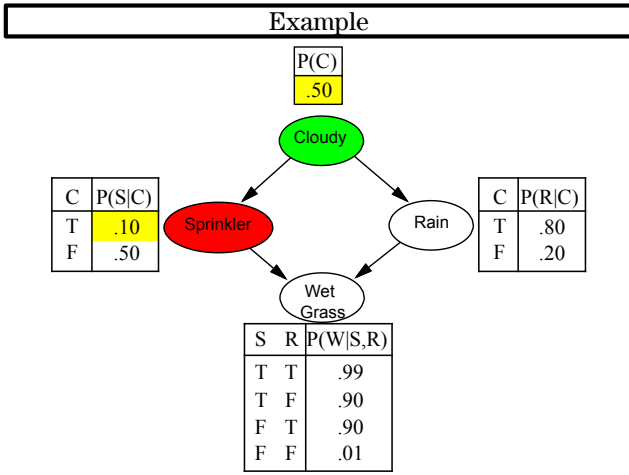 Example
P(C)
.50
Cloudy
C P(S|C)
T .10
F .50
Sprinkler
Rain
C P(R|C)
T .80
F .20
Wet
Grass
S R P(W|S,R)
T T .99
T F .90
F T .90
F F .01